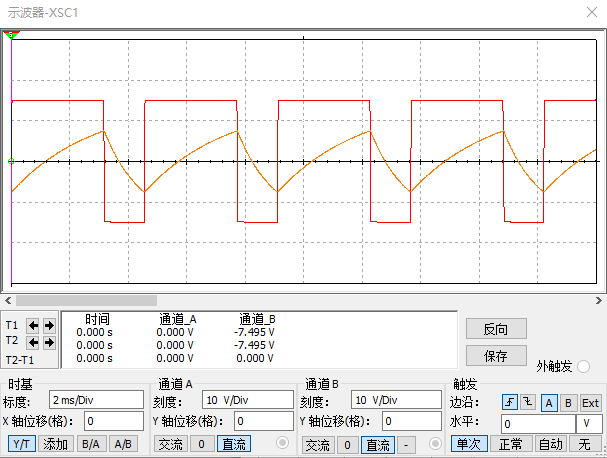 示波器-XSC1
时间 通道_A 通道_B
T1 0.000 s 0.000 V -7.495 V
T2 0.000 s 0.000 V -7.495 V
T2-T1 0.000 s 0.000 V 0.000 V
反向
保存
外触发
时基
标度： 2 ms/Div
X 轴位移(格)： 0
Y/T 添加 B/A A/B
通道 A
刻度： 10 V/Div
Y 轴位移(格)： 0
交流 0 直流
通道 B
刻度： 10 V/Div
Y 轴位移(格)： 0
交流 0 直流 -
触发
边沿： A B Ext
水平： 0 V
单次 正常 自动 无